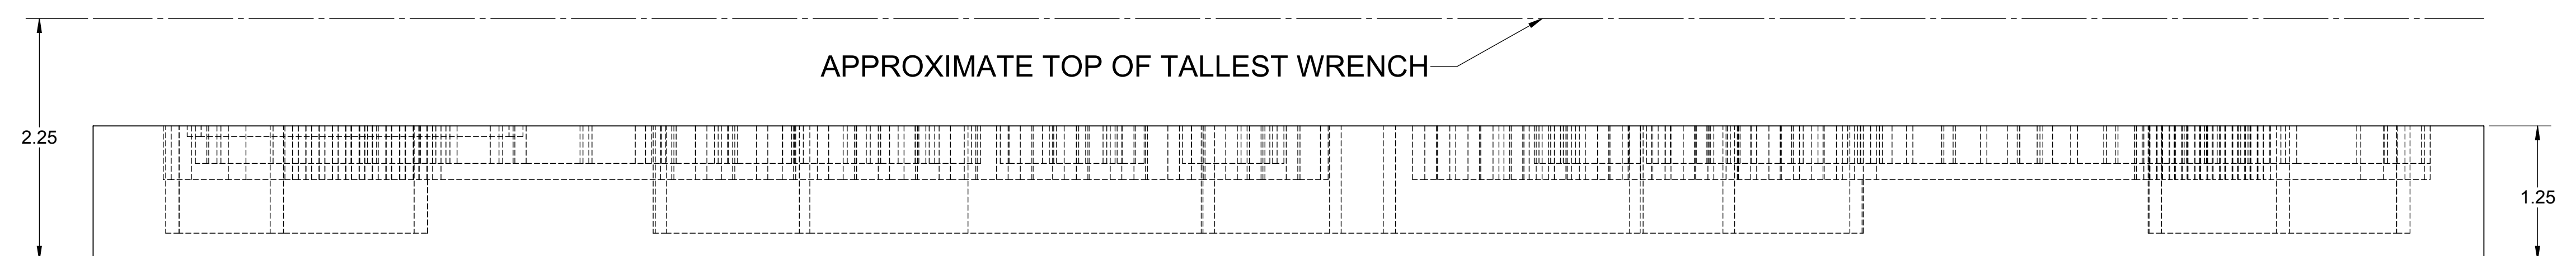 APPROXIMATE TOP OF TALLEST WRENCH
2.25
1.25